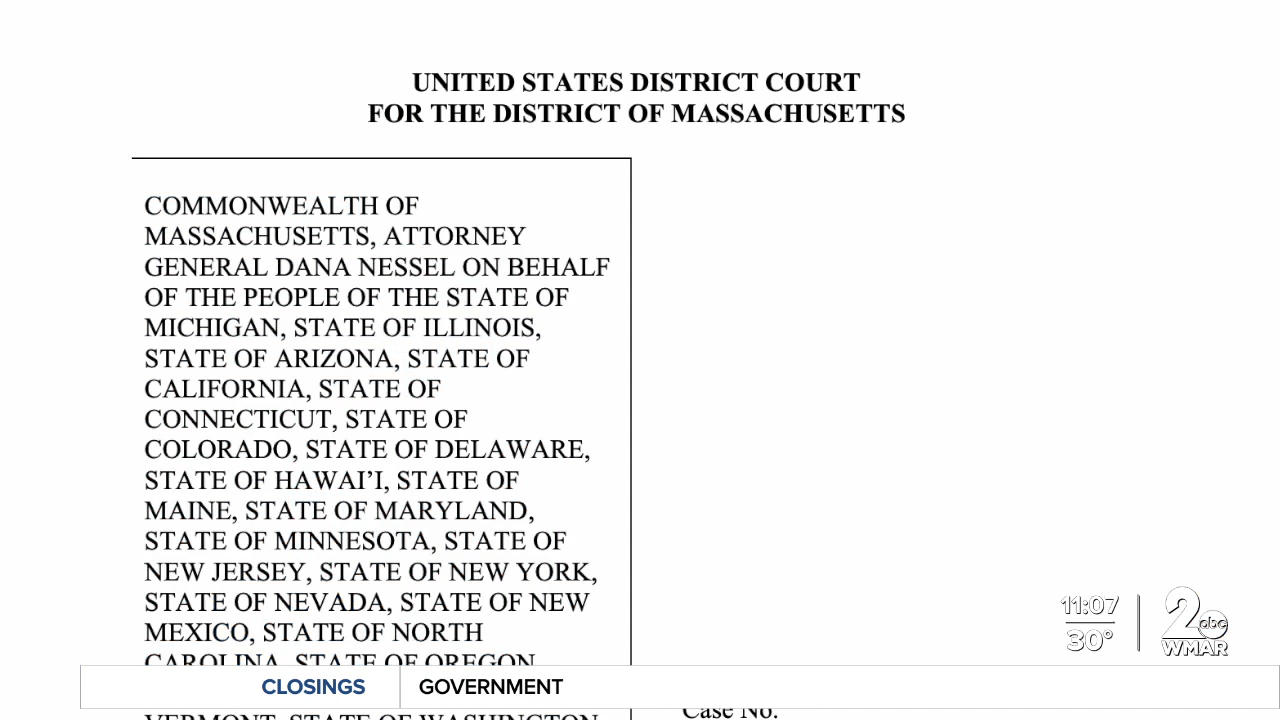 UNITED STATES DISTRICT COURT
FOR THE DISTRICT OF MASSACHUSETTS
COMMONWEALTH OF
MASSACHUSETTS, ATTORNEY
GENERAL DANA NESSEL ON BEHALF
OF THE PEOPLE OF THE STATE OF
MICHIGAN, STATE OF ILLINOIS,
STATE OF ARIZONA, STATE OF
CALIFORNIA, STATE OF
CONNECTICUT, STATE OF
COLORADO, STATE OF DELAWARE,
STATE OF HAWAI’I, STATE OF
MAINE, STATE OF MARYLAND,
STATE OF MINNESOTA, STATE OF
NEW JERSEY, STATE OF NEW YORK,
STATE OF NEVADA, STATE OF NEW
MEXICO, STATE OF NORTH
CAROLINA, STATE OF OREGON,
VERMONT, STATE OF WASHINGTON,
Case No.
11:07
30°
2 abc
WMAR
CLOSINGS
GOVERNMENT